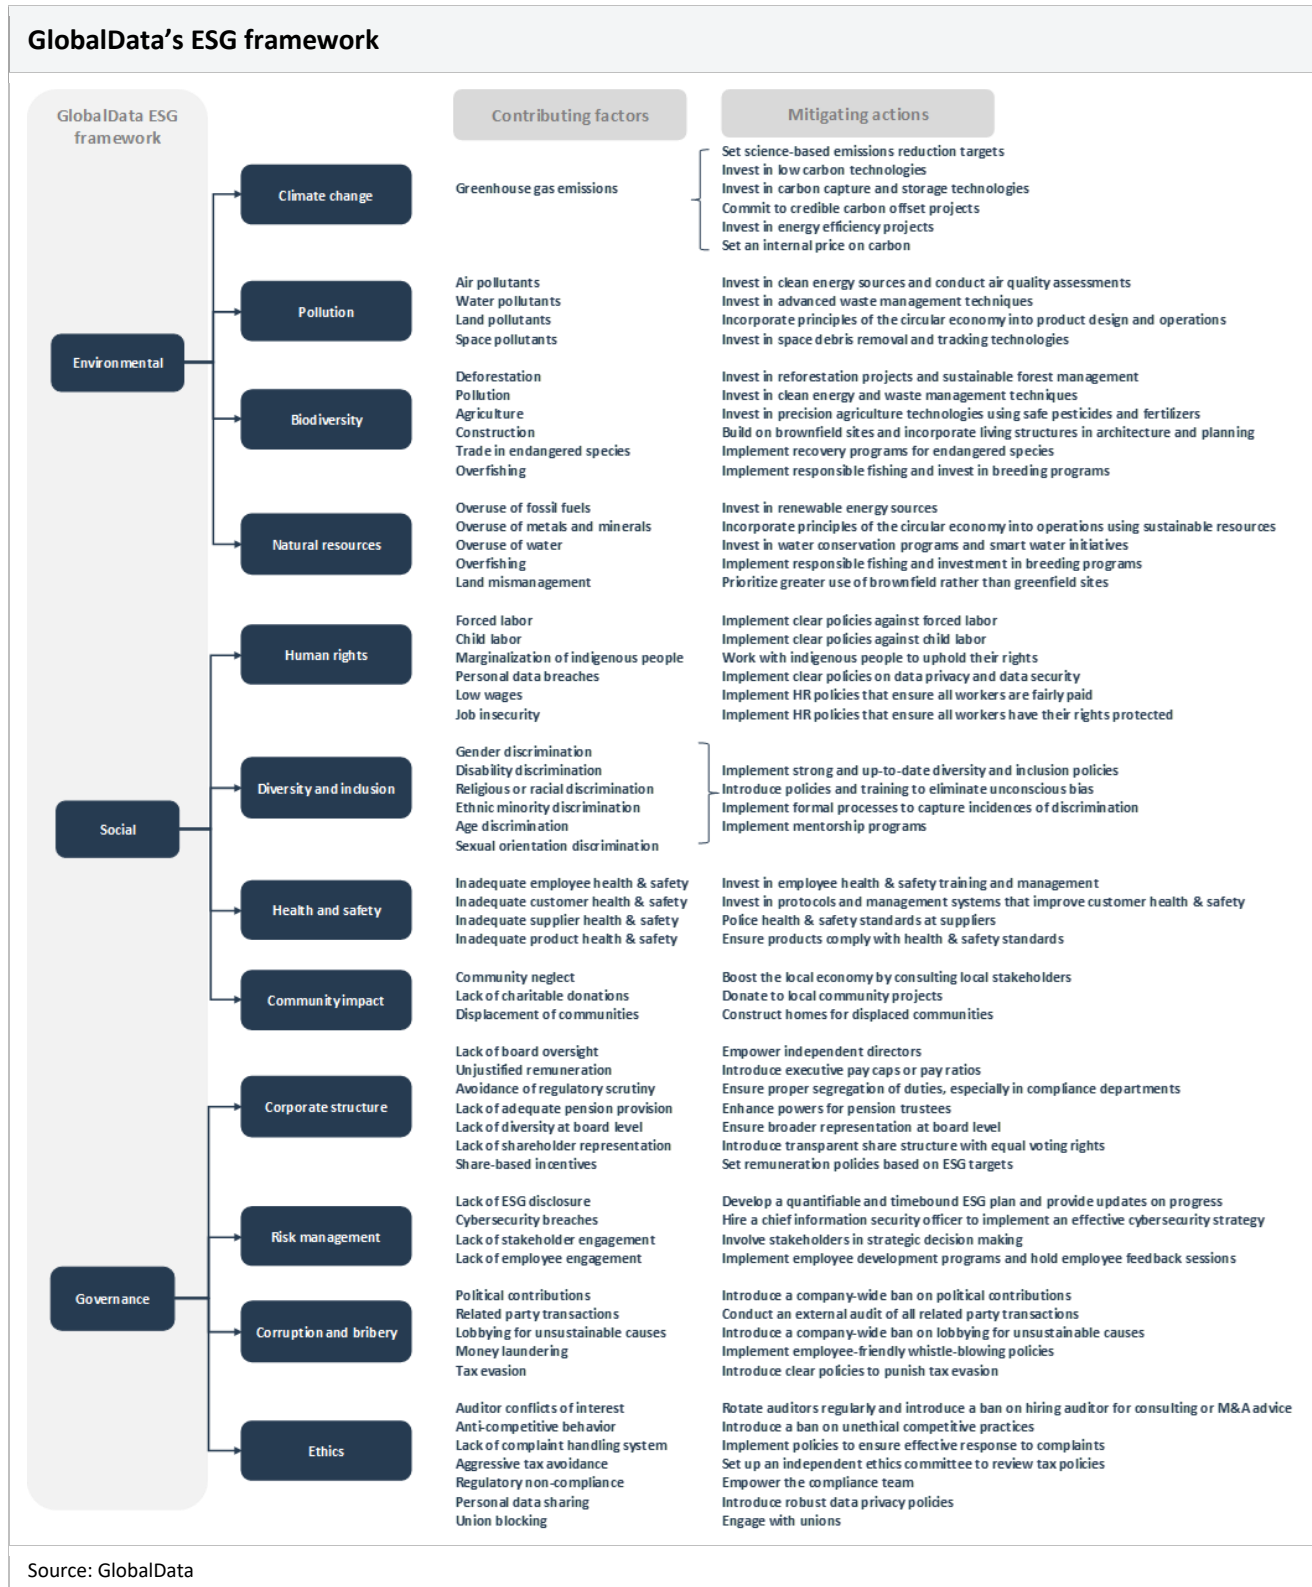 GlobalData’s ESG framework
GlobalData ESG
framework
Contributing factors
Mitigating actions
Environmental
Climate change
Greenhouse gas emissions
Set science-based emissions reduction targets
Invest in low carbon technologies
Invest in carbon capture and storage technologies
Commit to credible carbon offset projects
Invest in energy efficiency projects
Set an internal price on carbon
Pollution
Air pollutants
Invest in clean energy sources and conduct air quality assessments
Water pollutants
Invest in advanced waste management techniques
Land pollutants
Incorporate principles of the circular economy into product design and operations
Space pollutants
Invest in space debris removal and tracking technologies
Biodiversity
Deforestation
Invest in reforestation projects and sustainable forest management
Pollution
Invest in clean energy and waste management techniques
Agriculture
Invest in precision agriculture technologies using safe pesticides and fertilizers
Construction
Build on brownfield sites and incorporate living structures in architecture and planning
Trade in endangered species
Implement recovery programs for endangered species
Overfishing
Implement responsible fishing and invest in breeding programs
Natural resources
Overuse of fossil fuels
Invest in renewable energy sources
Overuse of metals and minerals
Incorporate principles of the circular economy into operations using sustainable resources
Overuse of water
Invest in water conservation programs and smart water initiatives
Overfishing
Implement responsible fishing and investment in breeding programs
Land mismanagement
Prioritize greater use of brownfield rather than greenfield sites
Social
Human rights
Forced labor
Implement clear policies against forced labor
Child labor
Implement clear policies against child labor
Marginalization of indigenous people
Work with indigenous people to uphold their rights
Personal data breaches
Implement clear policies on data privacy and data security
Low wages
Implement HR policies that ensure all workers are fairly paid
Job insecurity
Implement HR policies that ensure all workers have their rights protected
Diversity and inclusion
Gender discrimination
Disability discrimination
Religious or racial discrimination
Ethnic minority discrimination
Age discrimination
Sexual orientation discrimination
Implement strong and up-to-date diversity and inclusion policies
Introduce policies and training to eliminate unconscious bias
Implement formal processes to capture incidences of discrimination
Implement mentorship programs
Health and safety
Inadequate employee health & safety
Invest in employee health & safety training and management
Inadequate customer health & safety
Invest in protocols and management systems that improve customer health & safety
Inadequate supplier health & safety
Police health & safety standards at suppliers
Inadequate product health & safety
Ensure products comply with health & safety standards
Community impact
Community neglect
Boost the local economy by consulting local stakeholders
Lack of charitable donations
Donate to local community projects
Displacement of communities
Construct homes for displaced communities
Governance
Corporate structure
Lack of board oversight
Empower independent directors
Unjustified remuneration
Introduce executive pay caps or pay ratios
Avoidance of regulatory scrutiny
Ensure proper segregation of duties, especially in compliance departments
Lack of adequate pension provision
Enhance powers for pension trustees
Lack of diversity at board level
Ensure broader representation at board level
Lack of shareholder representation
Introduce transparent share structure with equal voting rights
Share-based incentives
Set remuneration policies based on ESG targets
Risk management
Lack of ESG disclosure
Develop a quantifiable and timebound ESG plan and provide updates on progress
Cybersecurity breaches
Hire a chief information security officer to implement an effective cybersecurity strategy
Lack of stakeholder engagement
Involve stakeholders in strategic decision making
Lack of employee engagement
Implement employee development programs and hold employee feedback sessions
Corruption and bribery
Political contributions
Introduce a company-wide ban on political contributions
Related party transactions
Conduct an external audit of all related party transactions
Lobbying for unsustainable causes
Introduce a company-wide ban on lobbying for unsustainable causes
Money laundering
Implement employee-friendly whistle-blowing policies
Tax evasion
Introduce clear policies to punish tax evasion
Ethics
Auditor conflicts of interest
Rotate auditors regularly and introduce a ban on hiring auditor for consulting or M&A advice
Anti-competitive behavior
Introduce a ban on unethical competitive practices
Lack of complaint handling system
Implement policies to ensure effective response to complaints
Aggressive tax avoidance
Set up an independent ethics committee to review tax policies
Regulatory non-compliance
Empower the compliance team
Personal data sharing
Introduce robust data privacy policies
Union blocking
Engage with unions
Source: GlobalData